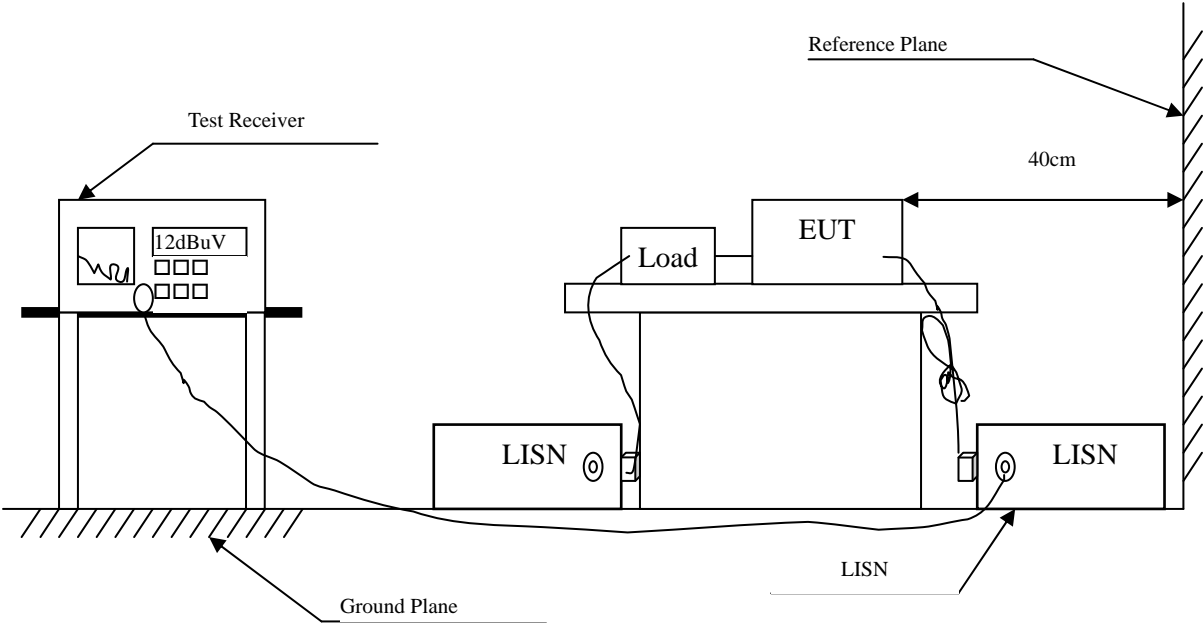 Reference Plane
Test Receiver
40cm
12dBuV
EUT
Load
LISN
LISN
LISN
Ground Plane